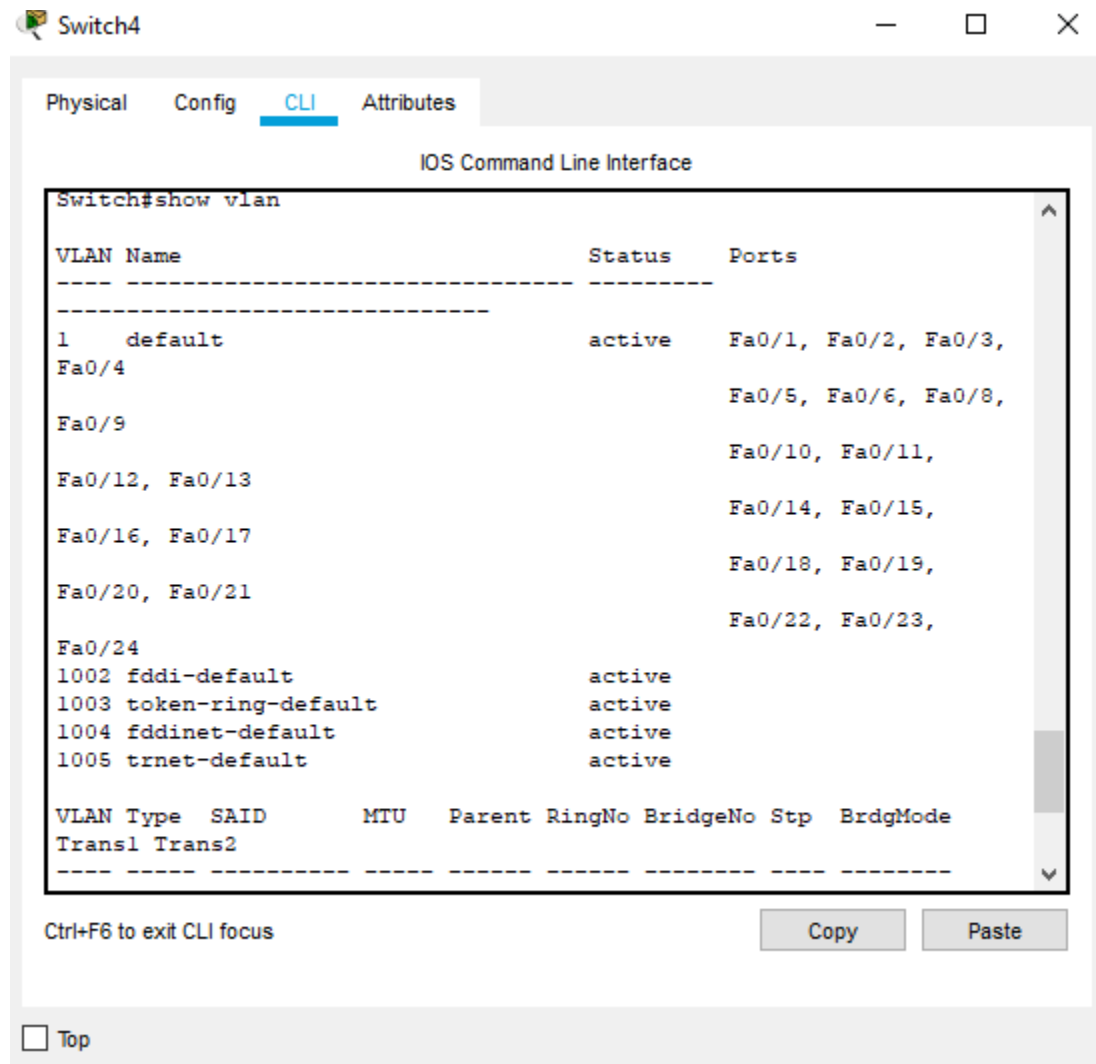 Switch4
Physical Config CLI Attributes
IOS Command Line Interface
Switch#show vlan
VLAN Name Status Ports
---- -------------------------------- ---------
-------------------------------
1 default active Fa0/1, Fa0/2, Fa0/3,
Fa0/4
Fa0/5, Fa0/6, Fa0/8,
Fa0/9
Fa0/10, Fa0/11,
Fa0/12, Fa0/13
Fa0/14, Fa0/15,
Fa0/16, Fa0/17
Fa0/18, Fa0/19,
Fa0/20, Fa0/21
Fa0/22, Fa0/23,
Fa0/24
1002 fddi-default active
1003 token-ring-default active
1004 fddinet-default active
1005 trnet-default active
VLAN Type SAID MTU Parent RingNo BridgeNo Stp BrdgMode
Trans1 Trans2
---- ----- ---------- ----- ------ ------ -------- ---- --------
Ctrl+F6 to exit CLI focus
Copy Paste
Top